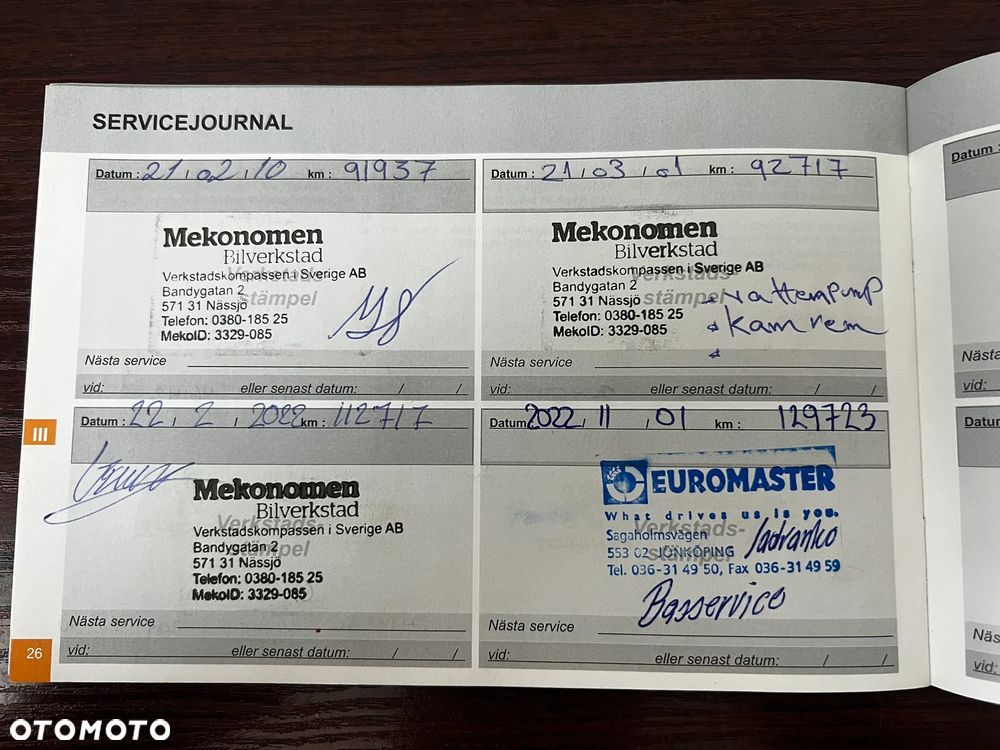 SERVICEJOURNAL
Datum : 21/02/10 km : 91937
Mekonomen
Bilverkstad
Verkstadskompassen i Sverige AB
Bandygatan 2
571 31 Nässjö
Telefon: 0380-185 25
MekoID: 3329-085
Verkstads-
stämpel
Nästa service
vid: eller senast datum: / /
Datum : 21/03/01 km : 92717
Mekonomen
Bilverkstad
Verkstadskompassen i Sverige AB
Bandygatan 2
571 31 Nässjö
Telefon: 0380-185 25
MekoID: 3329-085
Verkstads-
stämpel
vattenpump
kamrem
Nästa service
vid: eller senast datum: / /
Datum : 22/2/2022 km : 112717
Mekonomen
Bilverkstad
Verkstadskompassen i Sverige AB
Bandygatan 2
571 31 Nässjö
Telefon: 0380-185 25
MekoID: 3329-085
Verkstads-
stämpel
Nästa service
vid: eller senast datum: / /
Datum 2022/11/01 km : 129723
EUROMASTER
What drives us is you.
Sagaholmsvägen
553 02 JÖNKÖPING
Tel. 036-31 49 50, Fax 036-31 49 59
Verkstads-
stämpel
Jadranko
Basservice
Nästa service
vid: eller senast datum: / /
III
26
Datum :
Nästa
vid:
Datum
Näs
vid:
OTOMOTO